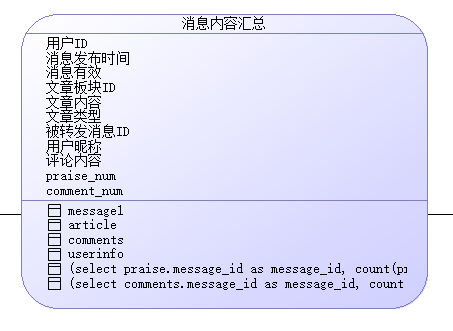 消息内容汇总
用户ID
消息发布时间
消息有效
文章板块ID
文章内容
文章类型
被转发消息ID
用户昵称
评论内容
praise_num
comment_num
message1
article
comments
userinfo
(select praise.message_id as message_id, count(pr
(select comments.message_id as message_id, count